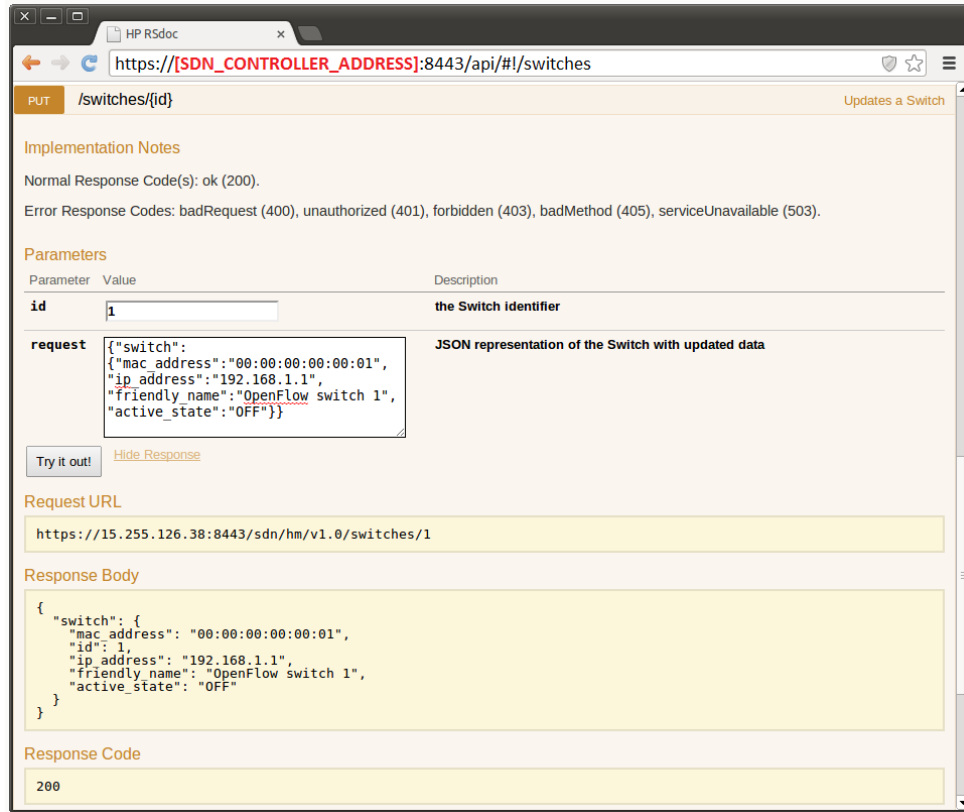 HP RSdoc
https://[SDN_CONTROLLER_ADDRESS]:8443/api/#!/switches
PUT /switches/{id} Updates a Switch
Implementation Notes
Normal Response Code(s): ok (200).
Error Response Codes: badRequest (400), unauthorized (401), forbidden (403), badMethod (405), serviceUnavailable (503).
Parameters
Parameter Value Description
id 1 the Switch identifier
request {"switch": JSON representation of the Switch with updated data
{"mac_address":"00:00:00:00:00:01",
"ip_address":"192.168.1.1",
"friendly_name":"OpenFlow switch 1",
"active_state":"OFF"}}
Try it out! Hide Response
Request URL
https://15.255.126.38:8443/sdn/hm/v1.0/switches/1
Response Body
{
"switch": {
"mac_address": "00:00:00:00:00:01",
"id": 1,
"ip_address": "192.168.1.1",
"friendly_name": "OpenFlow switch 1",
"active_state": "OFF"
}
}
Response Code
200